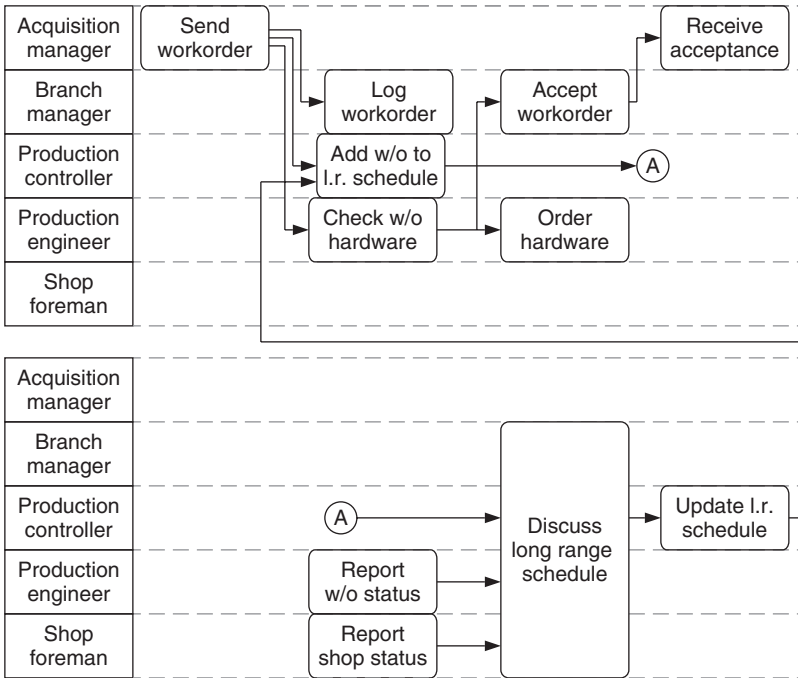 Acquisition
manager
Send
workorder
Receive
acceptance
Branch
manager
Log
workorder
Accept
workorder
Production
controller
Add w/o to
l.r. schedule
A
Production
engineer
Check w/o
hardware
Order
hardware
Shop
foreman
Acquisition
manager
Branch
manager
Production
controller
A
Discuss
long range
schedule
Update l.r.
schedule
Production
engineer
Report
w/o status
Shop
foreman
Report
shop status